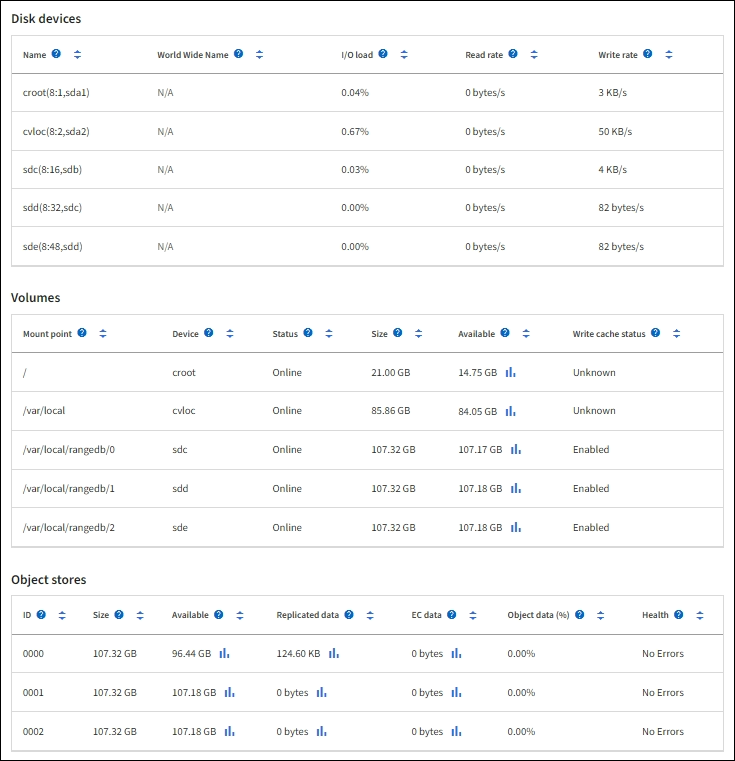 Disk devices
Name World Wide Name I/O load Read rate Write rate
croot(8:1,sda1) N/A 0.04% 0 bytes/s 3 KB/s
cvloc(8:2,sda2) N/A 0.67% 0 bytes/s 50 KB/s
sdc(8:16,sdb) N/A 0.03% 0 bytes/s 4 KB/s
sdd(8:32,sdc) N/A 0.00% 0 bytes/s 82 bytes/s
sde(8:48,sdd) N/A 0.00% 0 bytes/s 82 bytes/s
Volumes
Mount point Device Status Size Available Write cache status
/ croot Online 21.00 GB 14.75 GB Unknown
/var/local cvloc Online 85.86 GB 84.05 GB Unknown
/var/local/rangedb/0 sdc Online 107.32 GB 107.17 GB Enabled
/var/local/rangedb/1 sdd Online 107.32 GB 107.18 GB Enabled
/var/local/rangedb/2 sde Online 107.32 GB 107.18 GB Enabled
Object stores
ID Size Available Replicated data EC data Object data (%) Health
0000 107.32 GB 96.44 GB 124.60 KB 0 bytes 0.00% No Errors
0001 107.32 GB 107.18 GB 0 bytes 0 bytes 0.00% No Errors
0002 107.32 GB 107.18 GB 0 bytes 0 bytes 0.00% No Errors